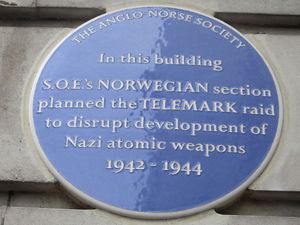 THE ANGLO NORSE SOCIETY
In this building
S.O.E.'s NORWEGIAN section
planned the TELEMARK raid
to disrupt development of
Nazi atomic weapons
1942 - 1944